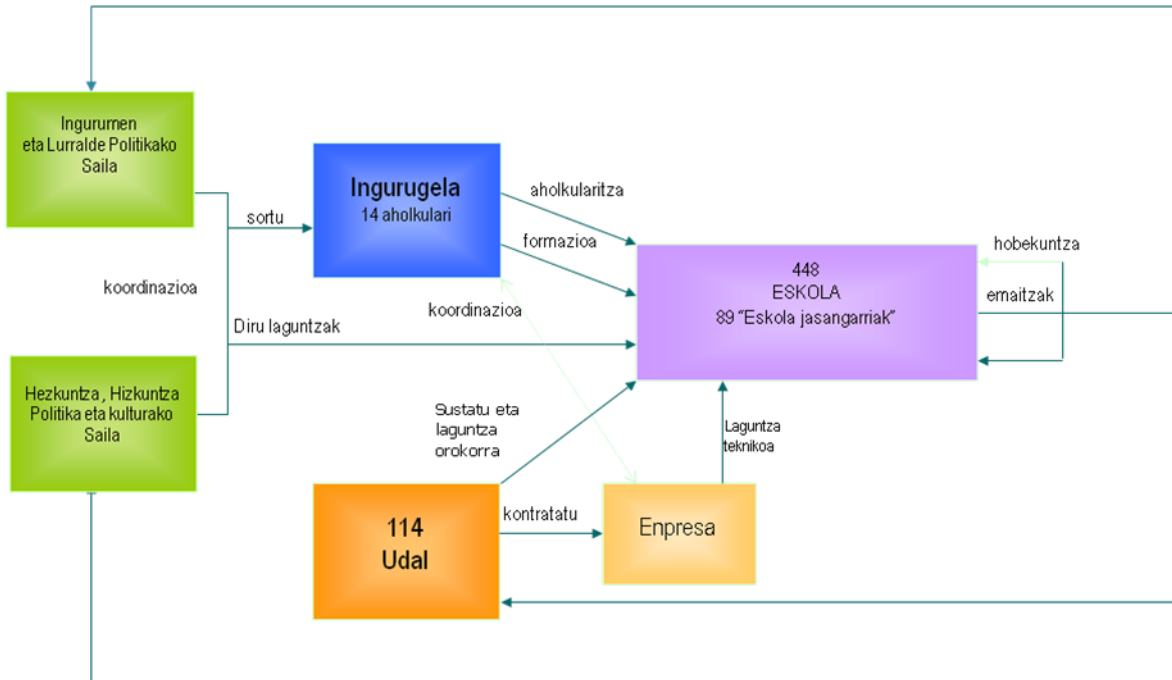 Ingurumen
eta Lurralde Politikako
Saila
Ingurugela
14 aholkulari
aholkularitza
formazioa
sortu
koordinazioa
koordinazioa
Diru laguntzak
448
ESKOLA
89 "Eskola jasangarriak"
hobekuntza
emaitzak
Hezkuntza , Hizkuntza
Politika eta kulturako
Saila
Sustatu eta
laguntza
orokorra
Laguntza
teknikoa
114
Udal
kontratatu
Enpresa